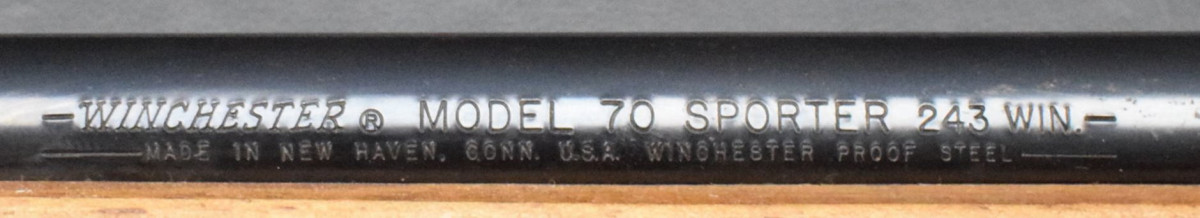 -WINCHESTER® MODEL 70 SPORTER 243 WIN.-
MADE IN NEW HAVEN, CONN. U.S.A. WINCHESTER PROOF STEEL